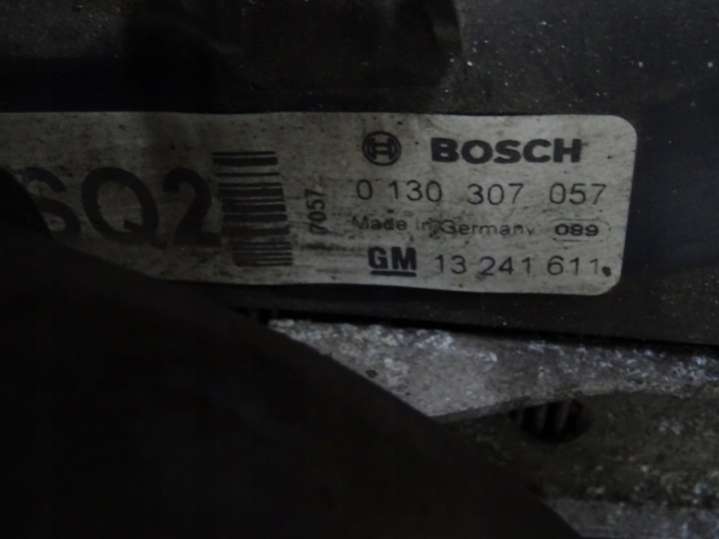 SQ2
7057
BOSCH
0 130 307 057
Made in Germany 089
GM 13 241 611